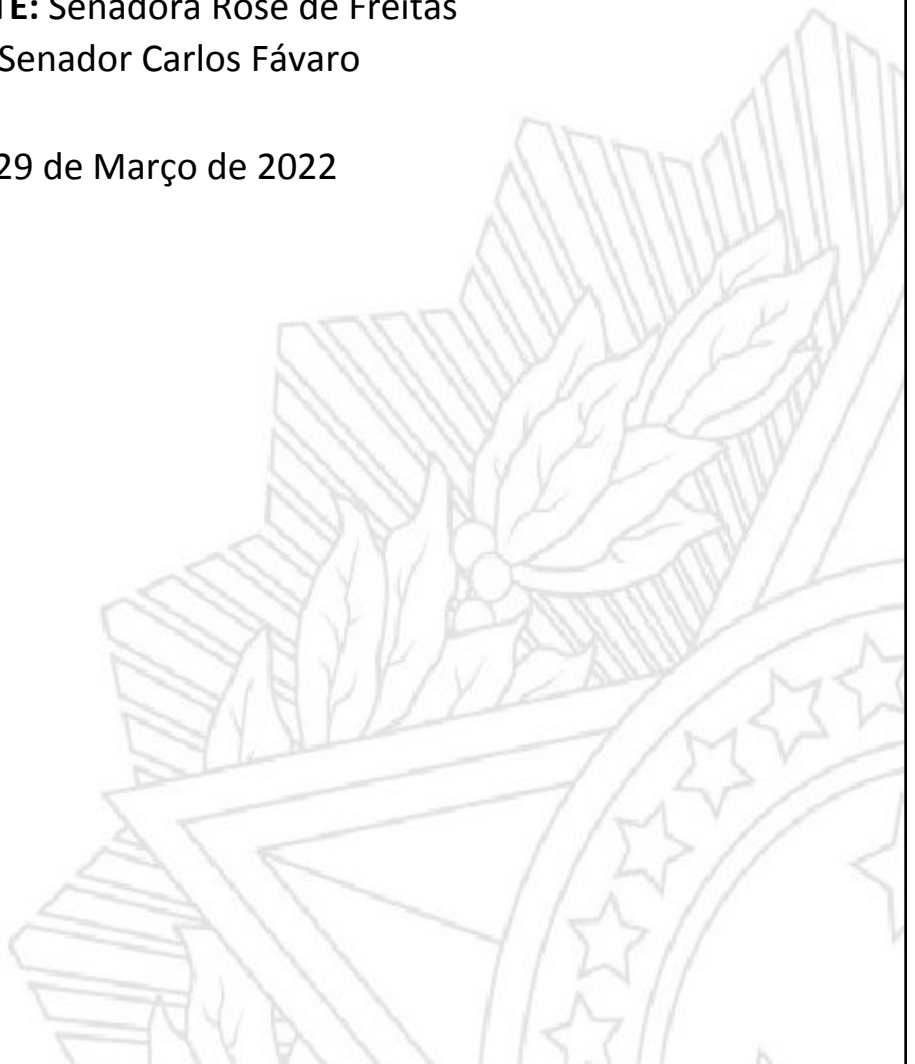 TE: Senadora Rose de Freitas
Senador Carlos Fávaro
29 de Março de 2022